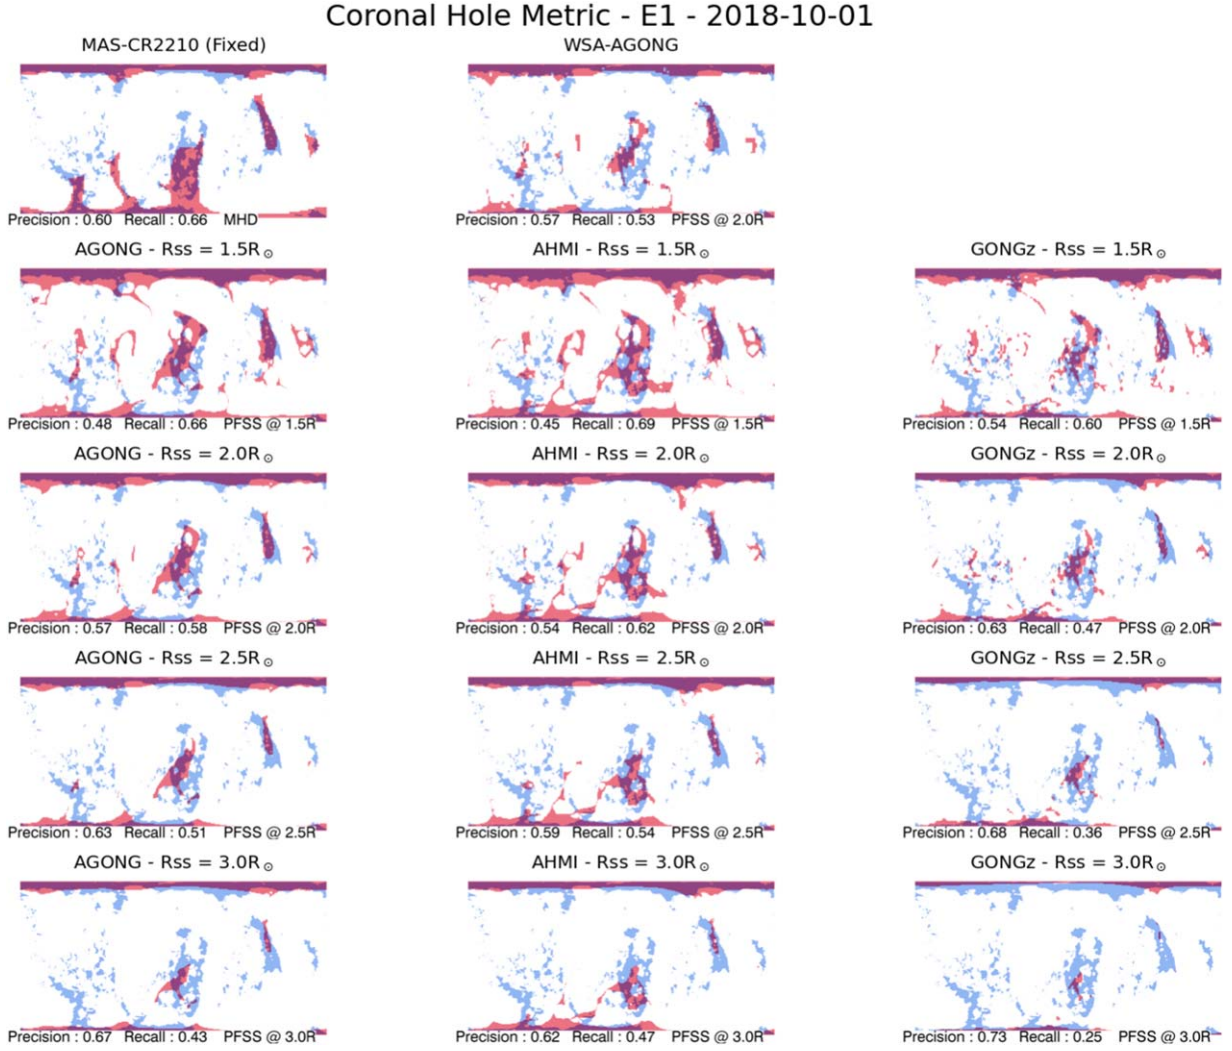 Coronal Hole Metric - E1 - 2018-10-01
MAS-CR2210 (Fixed)
WSA-AGONG
Precision : 0.60 Recall : 0.66 MHD
Precision : 0.57 Recall : 0.53 PFSS @ 2.0R
AGONG - Rss = 1.5R⊙
AHMI - Rss = 1.5R⊙
GONGz - Rss = 1.5R⊙
Precision : 0.48 Recall : 0.66 PFSS @ 1.5R
Precision : 0.45 Recall : 0.69 PFSS @ 1.5R
Precision : 0.54 Recall : 0.60 PFSS @ 1.5R
AGONG - Rss = 2.0R⊙
AHMI - Rss = 2.0R⊙
GONGz - Rss = 2.0R⊙
Precision : 0.57 Recall : 0.58 PFSS @ 2.0R
Precision : 0.54 Recall : 0.62 PFSS @ 2.0R
Precision : 0.63 Recall : 0.47 PFSS @ 2.0R
AGONG - Rss = 2.5R⊙
AHMI - Rss = 2.5R⊙
GONGz - Rss = 2.5R⊙
Precision : 0.63 Recall : 0.51 PFSS @ 2.5R
Precision : 0.59 Recall : 0.54 PFSS @ 2.5R
Precision : 0.68 Recall : 0.36 PFSS @ 2.5R
AGONG - Rss = 3.0R⊙
AHMI - Rss = 3.0R⊙
GONGz - Rss = 3.0R⊙
Precision : 0.67 Recall : 0.43 PFSS @ 3.0R
Precision : 0.62 Recall : 0.47 PFSS @ 3.0R
Precision : 0.73 Recall : 0.25 PFSS @ 3.0R